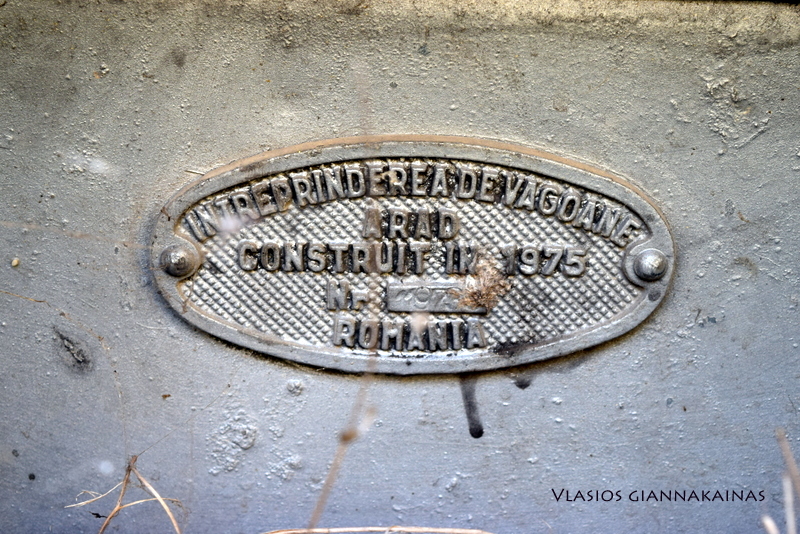 INTREPRINDEREA DE VAGOANE
ARAD
CONSTRUIT IN 1975
Nr.
ROMANIA
VLASIOS GIANNAKAINAS